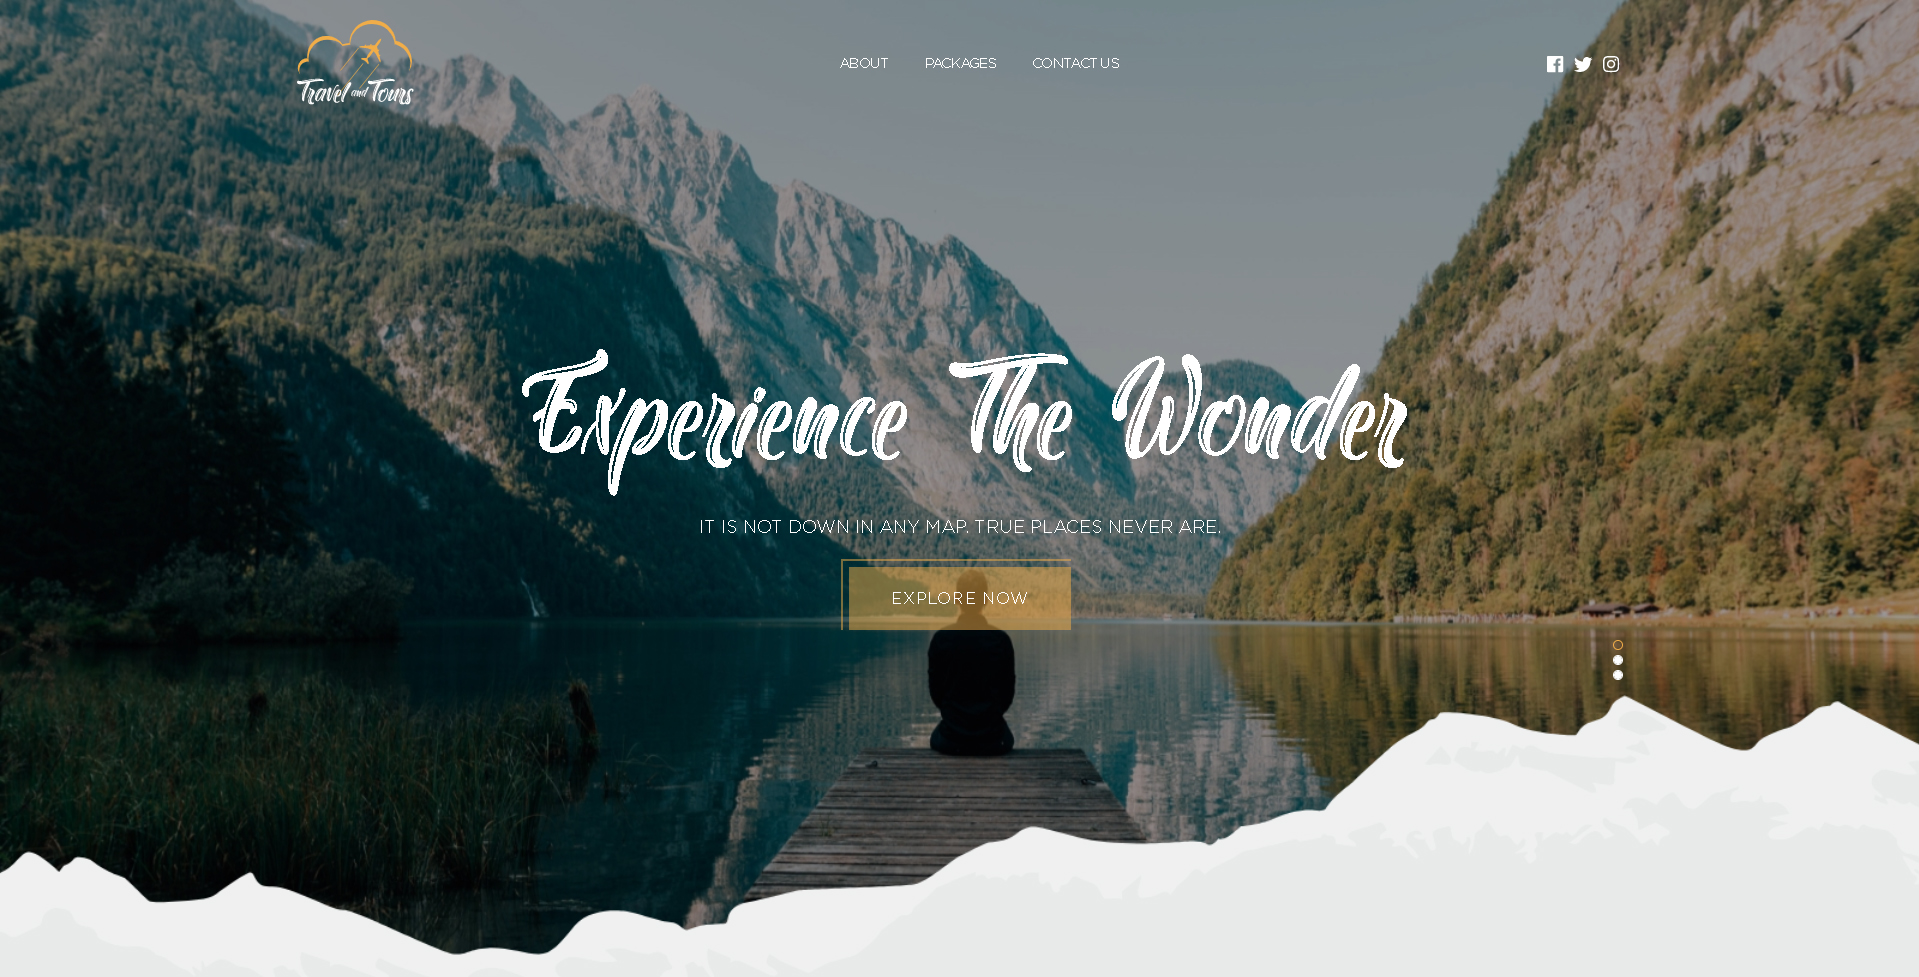 Travel and Tours
ABOUT
PACKAGES
CONTACT US
Experience The Wonder
IT IS NOT DOWN IN ANY MAP. TRUE PLACES NEVER ARE.
EXPLORE NOW